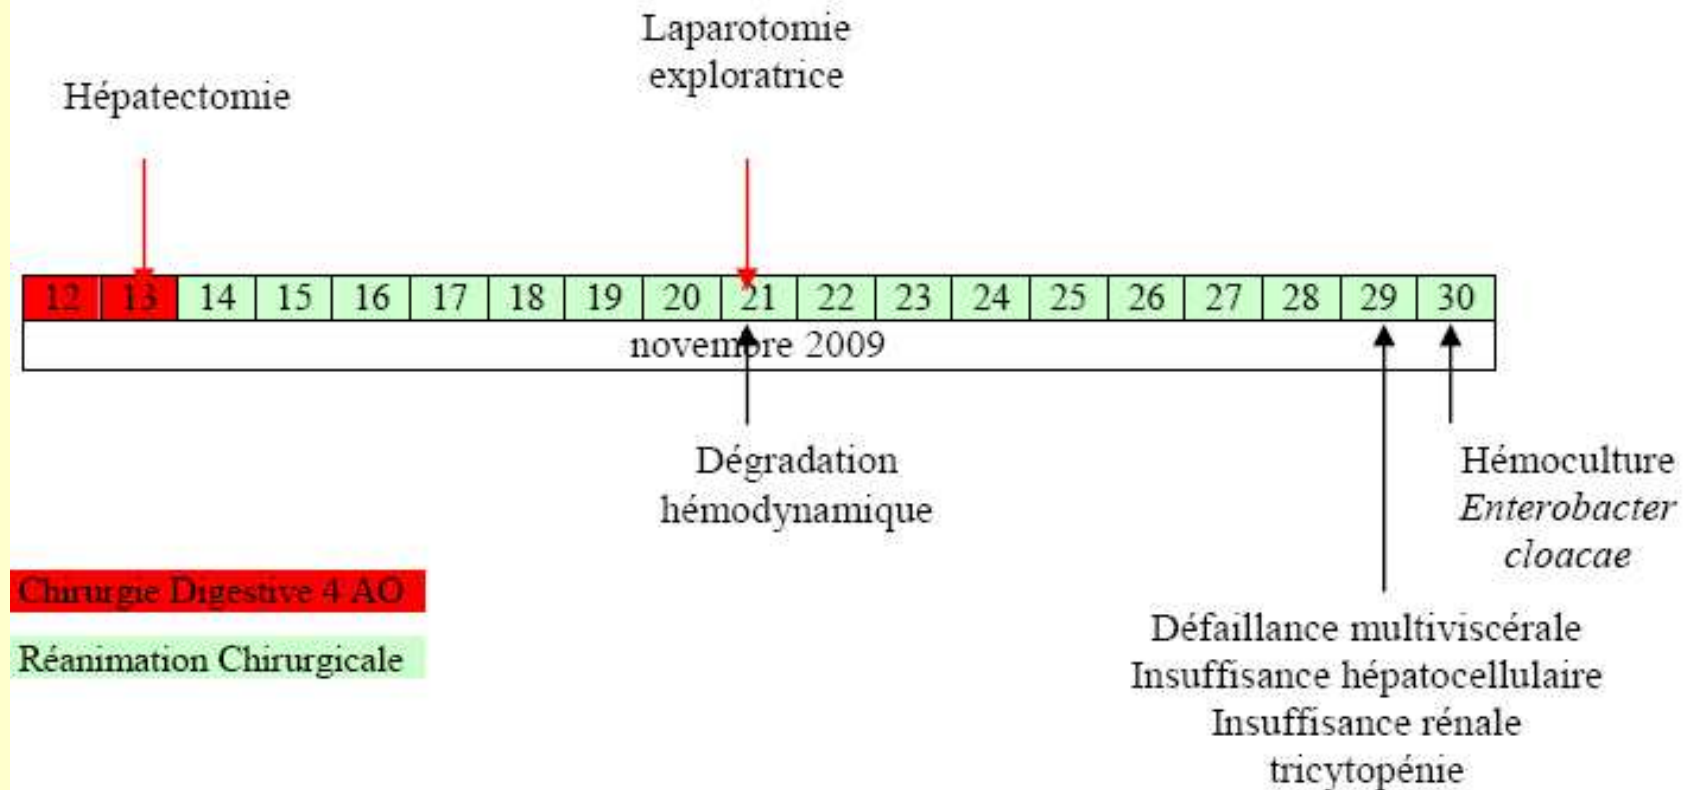 Laparotomie
exploratrice
Hépatectomie
12 13 14 15 16 17 18 19 20 21 22 23 24 25 26 27 28 29 30
novembre 2009
Dégradation
hémodynamique
Hémoculture
Enterobacter
cloacae
Chirurgie Digestive 4 AO
Réanimation Chirurgicale
Défaillance multiviscérale
Insuffisance hépatocellulaire
Insuffisance rénale
tricytopénie